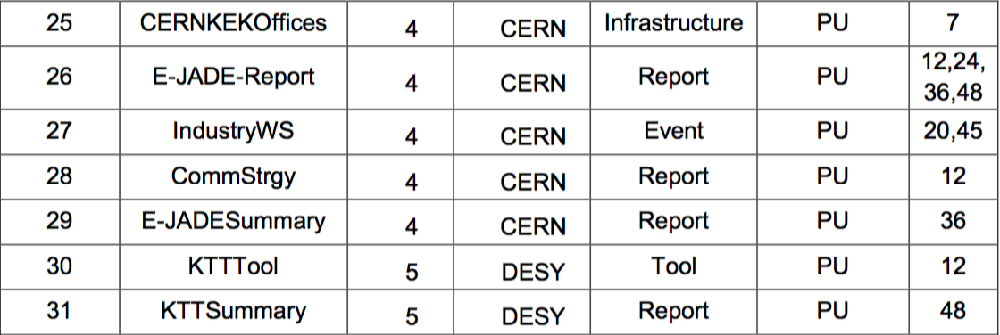 25 CERNKEKOffices 4 CERN Infrastructure PU 7
26 E-JADE-Report 4 CERN Report PU 12,24,
36,48
27 IndustryWS 4 CERN Event PU 20,45
28 CommStrgy 4 CERN Report PU 12
29 E-JADESummary 4 CERN Report PU 36
30 KTTTool 5 DESY Tool PU 12
31 KTTSummary 5 DESY Report PU 48